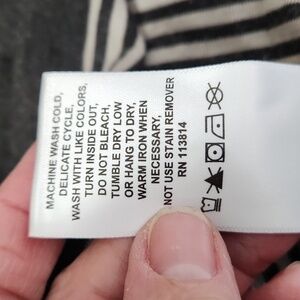 MACHINE WASH COLD,
DELICATE CYCLE,
WASH WITH LIKE COLORS,
TURN INSIDE OUT,
DO NOT BLEACH,
TUMBLE DRY LOW
OR HANG TO DRY,
WARM IRON WHEN
NECESSARY,
NOT USE STAIN REMOVER
RN 113814